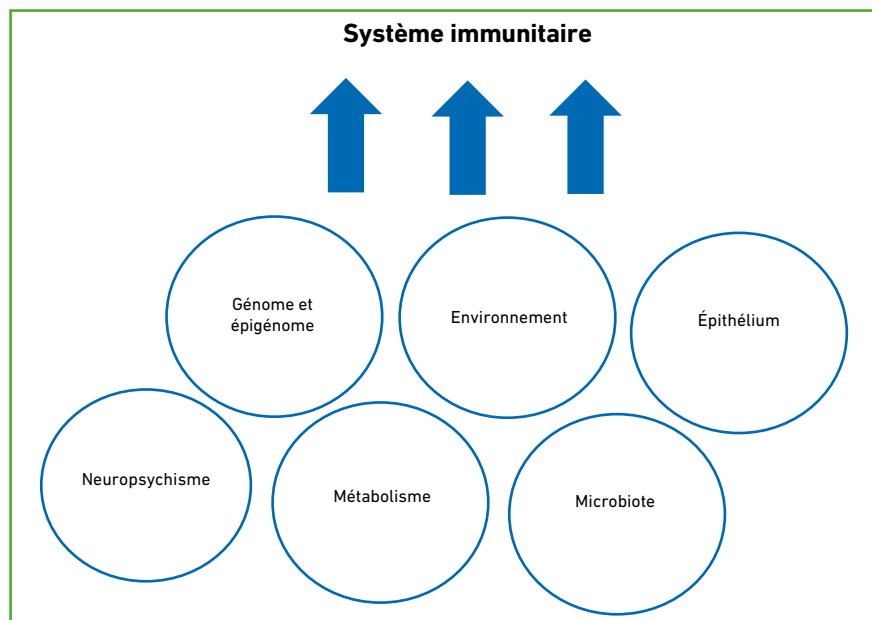 Système immunitaire
Génome et
épigénome
Environnement
Épithélium
Neuropsychisme
Métabolisme
Microbiote